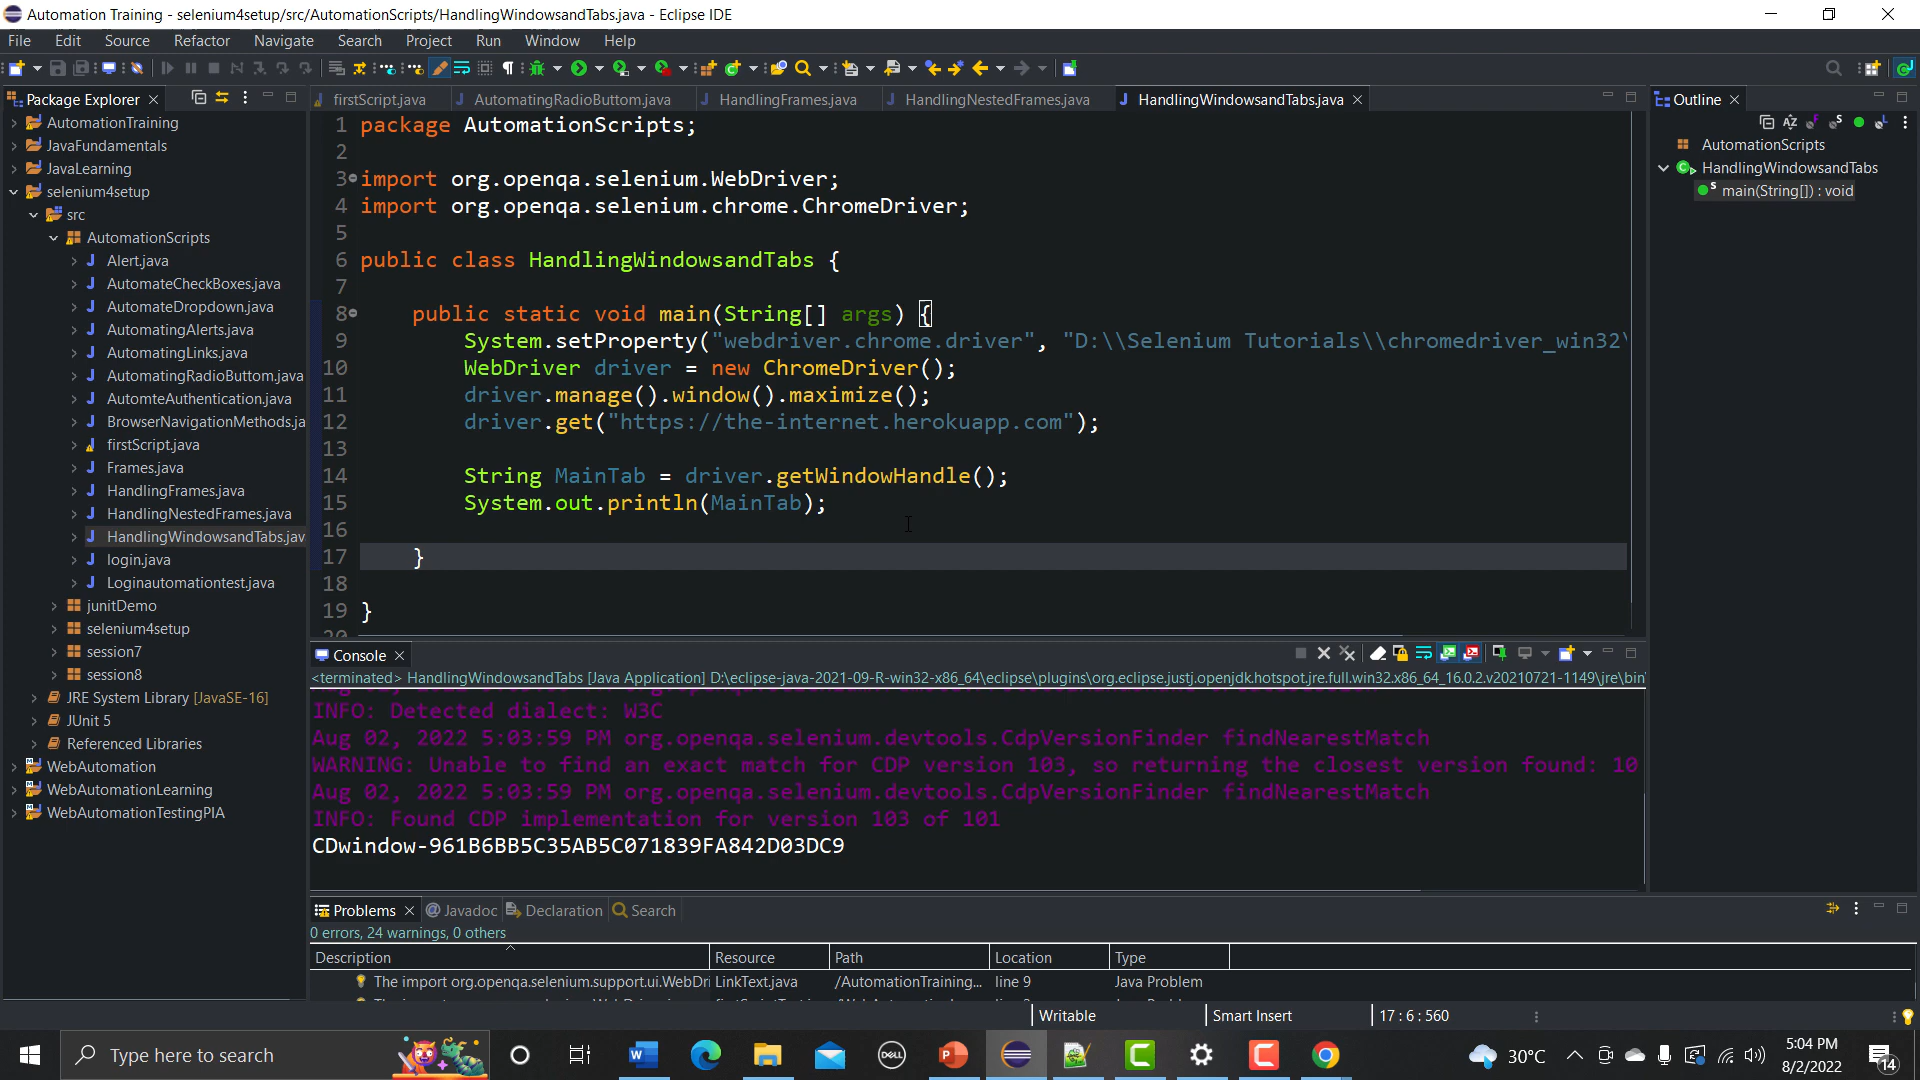 Automation Training - selenium4setup/src/AutomationScripts/HandlingWindowsandTabs.java - Eclipse IDE
File Edit Source Refactor Navigate Search Project Run Window Help
Package Explorer
AutomationTraining
JavaFundamentals
JavaLearning
selenium4setup
src
AutomationScripts
Alert.java
AutomateCheckBoxes.java
AutomateDropdown.java
AutomatingAlerts.java
AutomatingLinks.java
AutomatingRadioButtom.java
AutomteAuthentication.java
BrowserNavigationMethods.ja
firstScript.java
Frames.java
HandlingFrames.java
HandlingNestedFrames.java
HandlingWindowsandTabs.jav
login.java
Loginautomationtest.java
junitDemo
selenium4setup
session7
session8
JRE System Library [JavaSE-16]
JUnit 5
Referenced Libraries
WebAutomation
WebAutomationLearning
WebAutomationTestingPIA
firstScript.java AutomatingRadioButtom.java HandlingFrames.java HandlingNestedFrames.java HandlingWindowsandTabs.java
1 package AutomationScripts;
2
3 import org.openqa.selenium.WebDriver;
4 import org.openqa.selenium.chrome.ChromeDriver;
5
6 public class HandlingWindowsandTabs {
7
8 public static void main(String[] args) {
9 System.setProperty("webdriver.chrome.driver", "D:\\Selenium Tutorials\\chromedriver_win32\
10 WebDriver driver = new ChromeDriver();
11 driver.manage().window().maximize();
12 driver.get("https://the-internet.herokuapp.com");
13
14 String MainTab = driver.getWindowHandle();
15 System.out.println(MainTab);
16
17 }
18
19 }
20
Outline
AutomationScripts
HandlingWindowsandTabs
main(String[]) : void
Console
<terminated> HandlingWindowsandTabs [Java Application] D:\eclipse-java-2021-09-R-win32-x86_64\eclipse\plugins\org.eclipse.justj.openjdk.hotspot.jre.full.win32.x86_64_16.0.2.v20210721-1149\jre\bin
INFO: Detected dialect: W3C
Aug 02, 2022 5:03:59 PM org.openqa.selenium.devtools.CdpVersionFinder findNearestMatch
WARNING: Unable to find an exact match for CDP version 103, so returning the closest version found: 10
Aug 02, 2022 5:03:59 PM org.openqa.selenium.devtools.CdpVersionFinder findNearestMatch
INFO: Found CDP implementation for version 103 of 101
CDwindow-961B6BB5C35AB5C071839FA842D03DC9
Problems Javadoc Declaration Search
0 errors, 24 warnings, 0 others
Description Resource Path Location Type
The import org.openqa.selenium.support.ui.WebDri LinkText.java /AutomationTraining... line 9 Java Problem
Writable Smart Insert 17 : 6 : 560
Type here to search
DELL
30°C
5:04 PM
8/2/2022
14